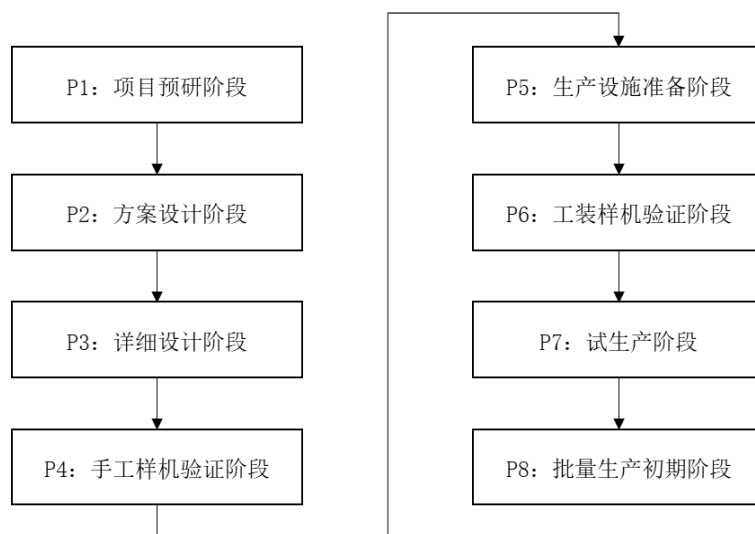 P1：项目预研阶段
P2：方案设计阶段
P3：详细设计阶段
P4：手工样机验证阶段
P5：生产设施准备阶段
P6：工装样机验证阶段
P7：试生产阶段
P8：批量生产初期阶段